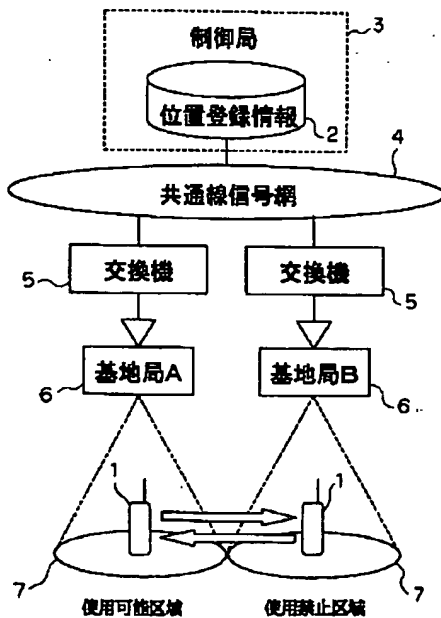 制御局
3
位置登録情報
2
4
共通線信号網
交換機
交換機
5
5
基地局A
基地局B
6
6
1
1
7
7
使用可能区域
使用禁止区域